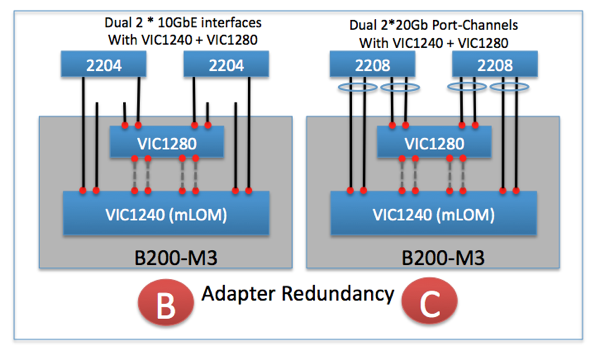 Dual 2 * 10GbE interfaces
With VIC1240 + VIC1280
2204
2204
VIC1280
VIC1240 (mLOM)
B200-M3
Dual 2*20Gb Port-Channels
With VIC1240 + VIC1280
2208
2208
VIC1280
VIC1240 (mLOM)
B200-M3
B
Adapter Redundancy
C